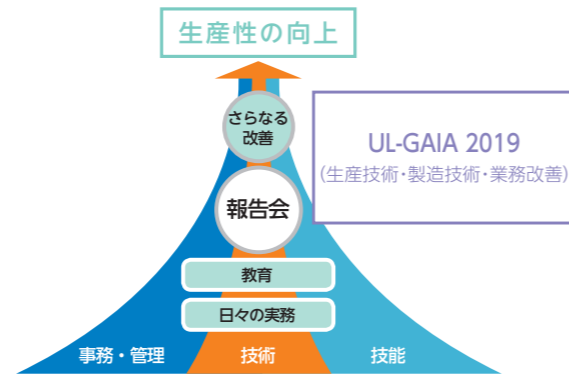 生産性の向上
さらなる
改善
UL-GAIA 2019
(生産技術・製造技術・業務改善)
報告会
教育
日々の実務
事務・管理
技術
技能